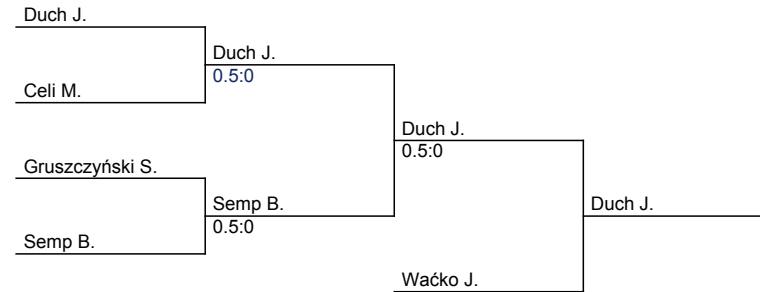 Duch J.
Duch J.
0.5:0
Celi M.
Duch J.
0.5:0
Gruszczyński S.
Semp B.
0.5:0
Duch J.
Semp B.
Waćko J.